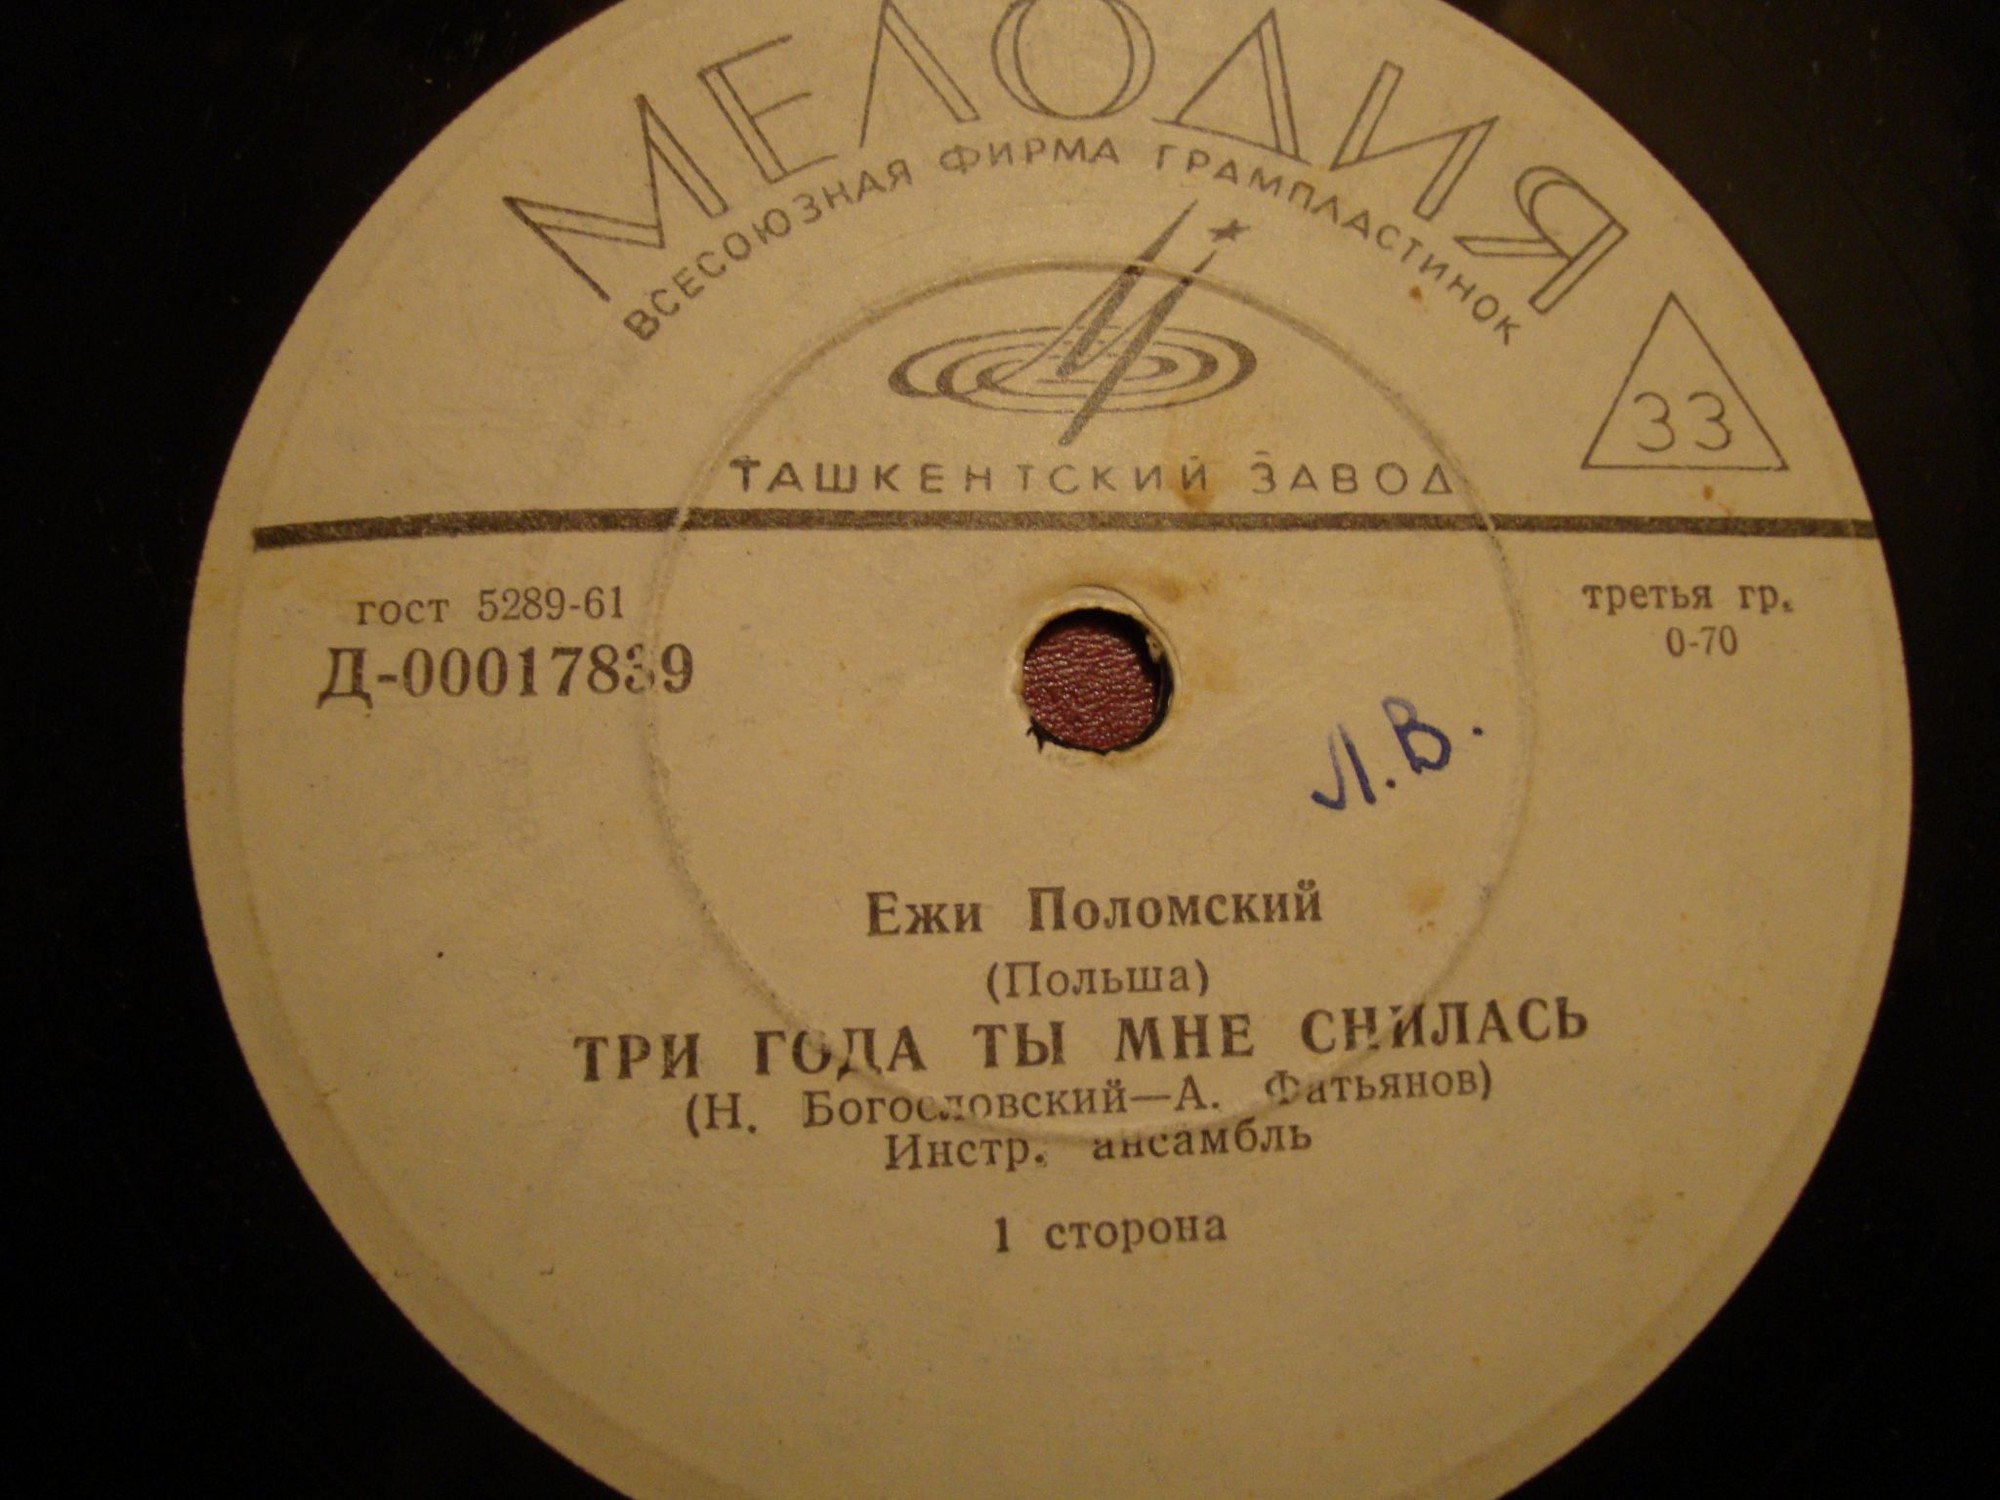 МЕЛОДИЯ
ВСЕСОЮЗНАЯ ФИРМА ГРАМПЛАСТИНОК
33
ТАШКЕНТСКИЙ ЗАВОД
гост 5289-61
Д-00017839
третья гр.
0-70
Л.В.
Ежи Поломский
(Польша)
ТРИ ГОДА ТЫ МНЕ СНИЛАСЬ
(Н. Богословский—А. Фатьянов)
Инстр. ансамбль
1 сторона